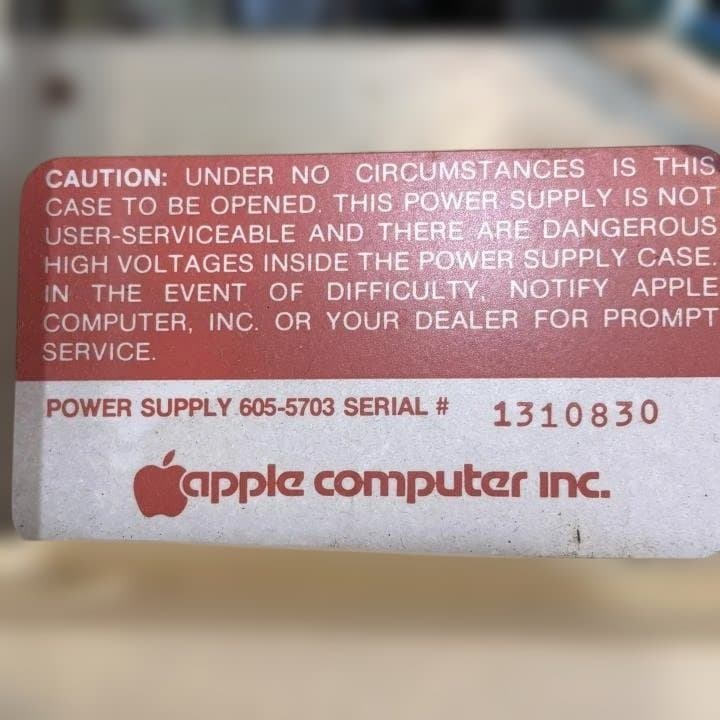 CAUTION: UNDER NO CIRCUMSTANCES IS THIS
CASE TO BE OPENED. THIS POWER SUPPLY IS NOT
USER-SERVICEABLE AND THERE ARE DANGEROUS
HIGH VOLTAGES INSIDE THE POWER SUPPLY CASE.
IN THE EVENT OF DIFFICULTY, NOTIFY APPLE
COMPUTER, INC. OR YOUR DEALER FOR PROMPT
SERVICE.
POWER SUPPLY 605-5703 SERIAL # 1310830
apple computer inc.